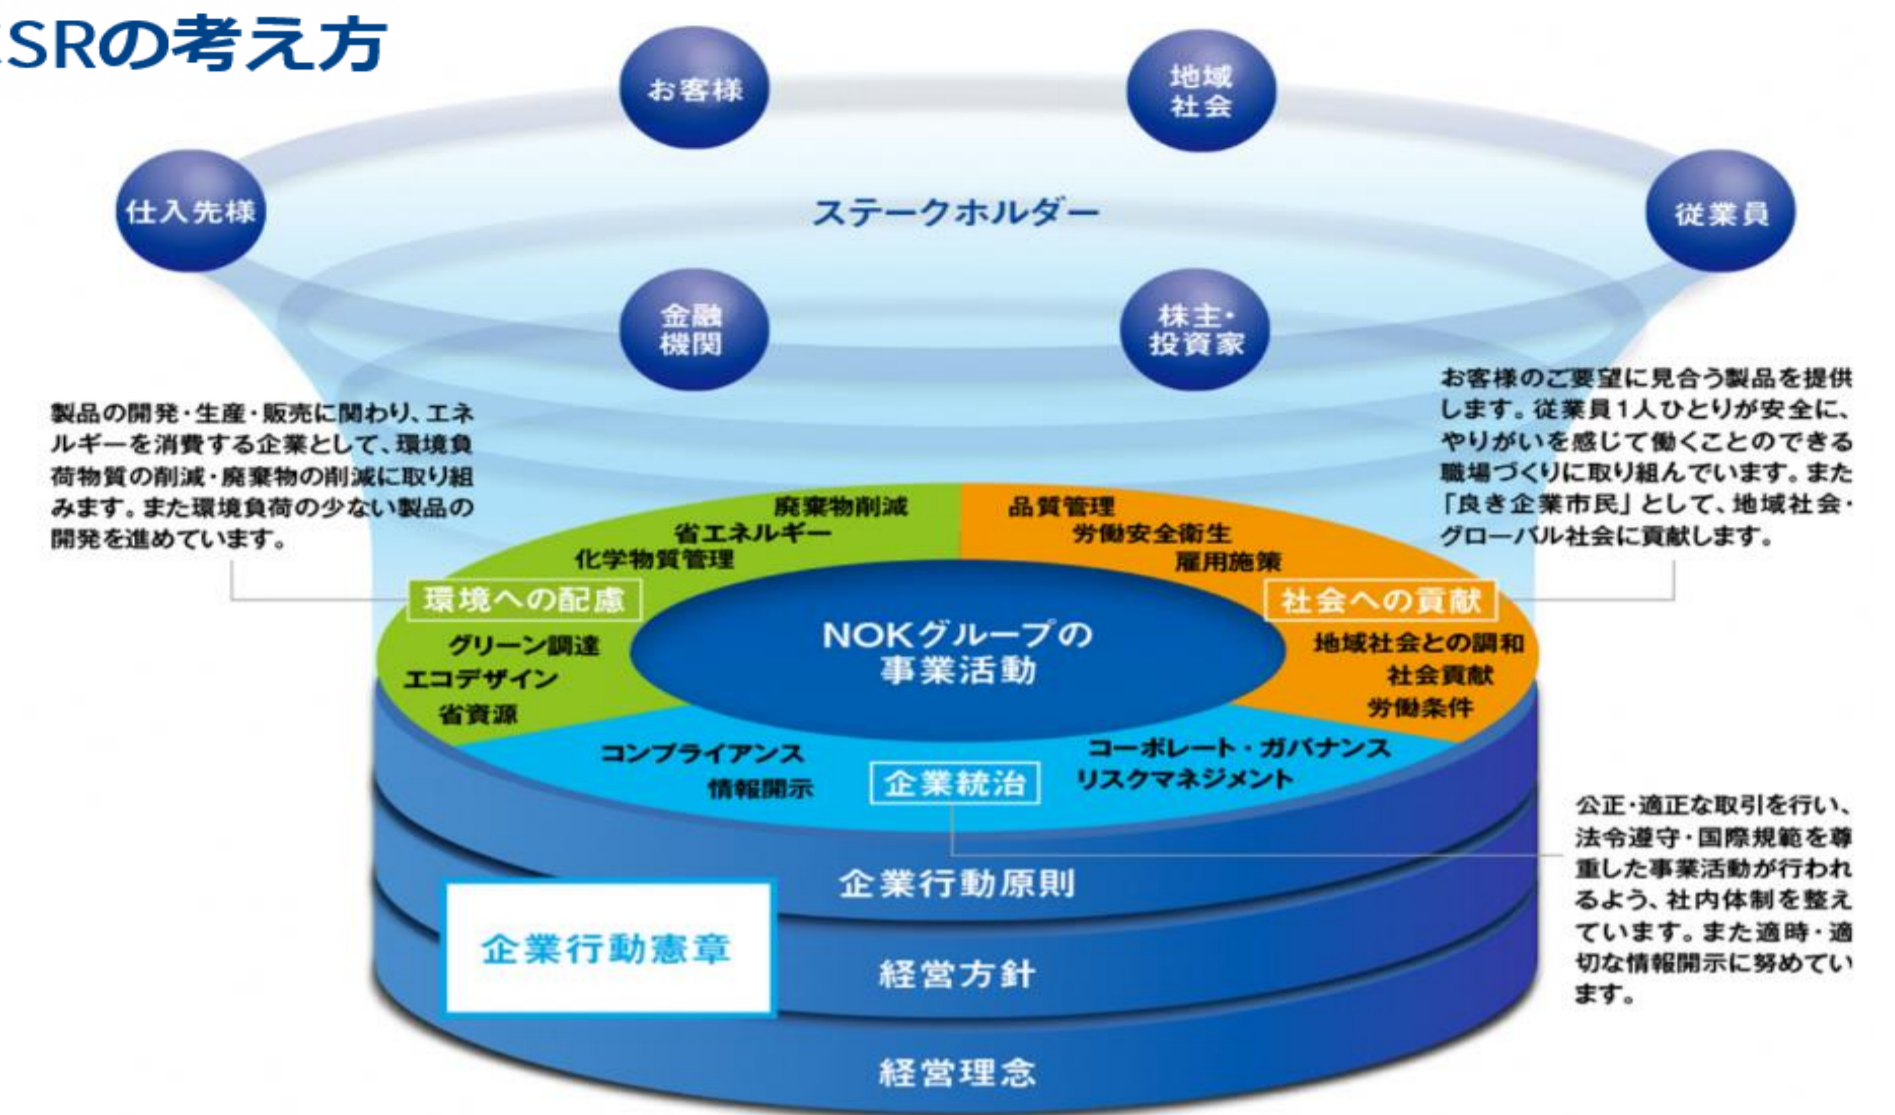 SRの考え方
お客様
地域
社会
仕入先様
ステークホルダー
従業員
金融
機関
株主・
投資家
製品の開発・生産・販売に関わり、エネ
ルギーを消費する企業として、環境負
荷物質の削減・廃棄物の削減に取り組
みます。また環境負荷の少ない製品の
開発を進めています。
お客様のご要望に見合う製品を提供
します。従業員1人ひとりが安全に、
やりがいを感じて働くことのできる
職場づくりに取り組んでいます。また
「良き企業市民」として、地域社会・
グローバル社会に貢献します。
廃棄物削減
省エネルギー
化学物質管理
環境への配慮
グリーン調達
エコデザイン
省資源
品質管理
労働安全衛生
雇用施策
社会への貢献
地域社会との調和
社会貢献
労働条件
NOKグループの
事業活動
コンプライアンス
情報開示
企業統治
コーポレート・ガバナンス
リスクマネジメント
公正・適正な取引を行い、
法令遵守・国際規範を尊
重した事業活動が行われ
るよう、社内体制を整え
ています。また適時・適
切な情報開示に努めてい
ます。
企業行動原則
企業行動憲章
経営方針
経営理念